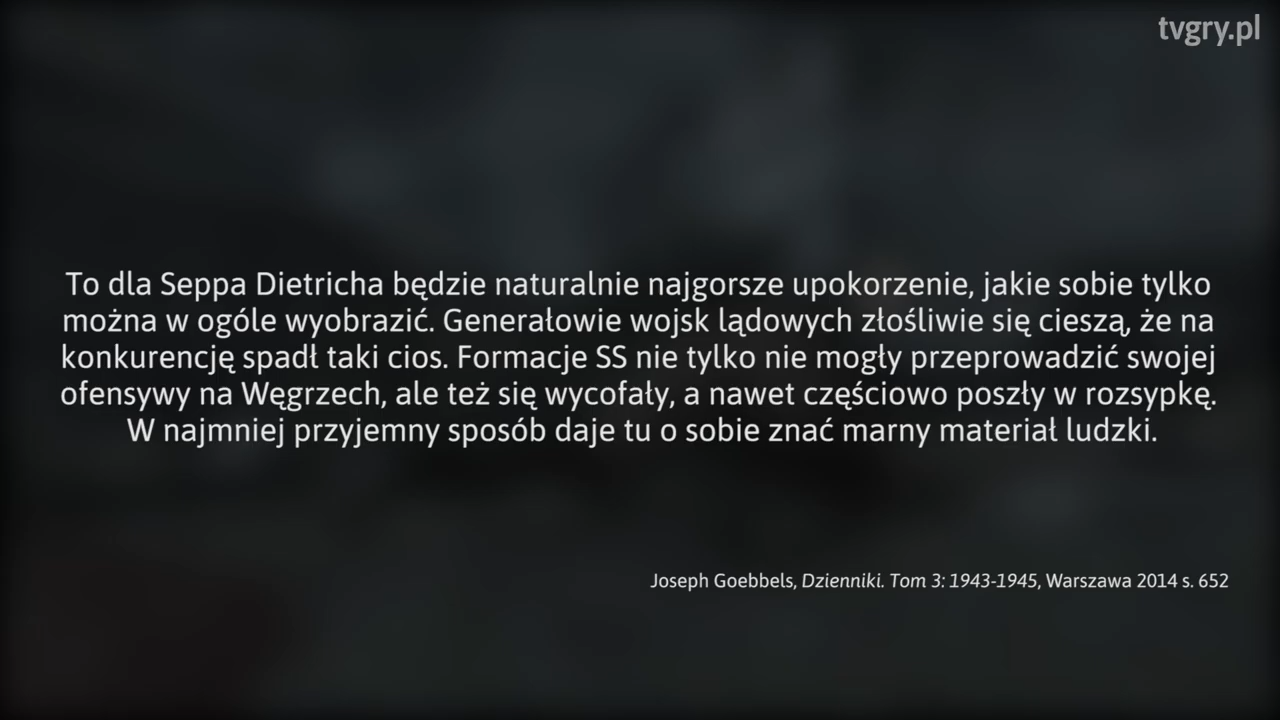 tvgry.pl
To dla Seppa Dietricha będzie naturalnie najgorsze upokorzenie, jakie sobie tylko
można w ogóle wyobrazić. Generałowie wojsk lądowych złośliwie się cieszą, że na
konkurencję spadł taki cios. Formacje SS nie tylko nie mogły przeprowadzić swojej
ofensywy na Węgrzech, ale też się wycofały, a nawet częściowo poszły w rozsypkę.
W najmniej przyjemny sposób daje tu o sobie znać marny materiał ludzki.
Joseph Goebbels, Dzienniki. Tom 3: 1943-1945, Warszawa 2014 s. 652